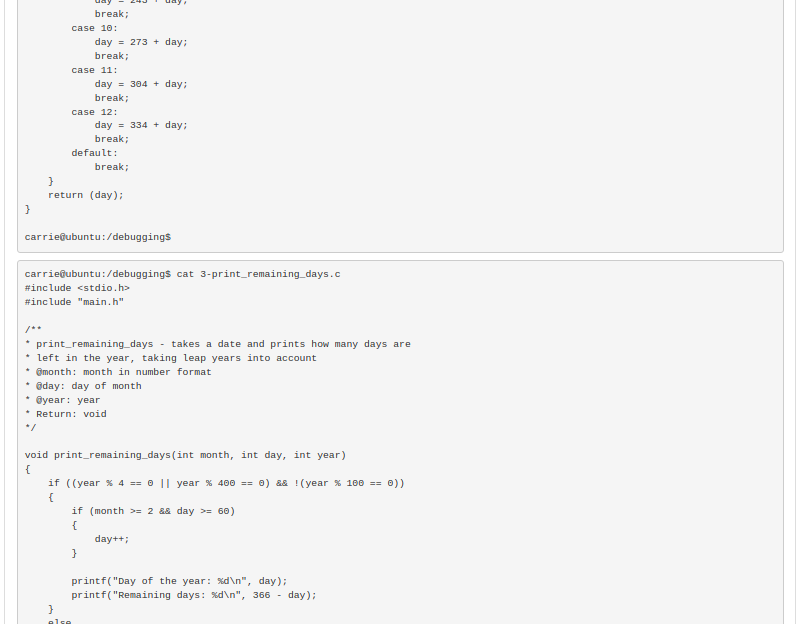 day = 243 + day;
break;
case 10:
day = 273 + day;
break;
case 11:
day = 304 + day;
break;
case 12:
day = 334 + day;
break;
default:
break;
}
return (day);
}
carrie@ubuntu:/debugging$
carrie@ubuntu:/debugging$ cat 3-print_remaining_days.c
#include <stdio.h>
#include "main.h"
/**
* print_remaining_days - takes a date and prints how many days are
* left in the year, taking leap years into account
* @month: month in number format
* @day: day of month
* @year: year
* Return: void
*/
void print_remaining_days(int month, int day, int year)
{
if ((year % 4 == 0 || year % 400 == 0) && !(year % 100 == 0))
{
if (month >= 2 && day >= 60)
{
day++;
}
printf("Day of the year: %d\n", day);
printf("Remaining days: %d\n", 366 - day);
}
else